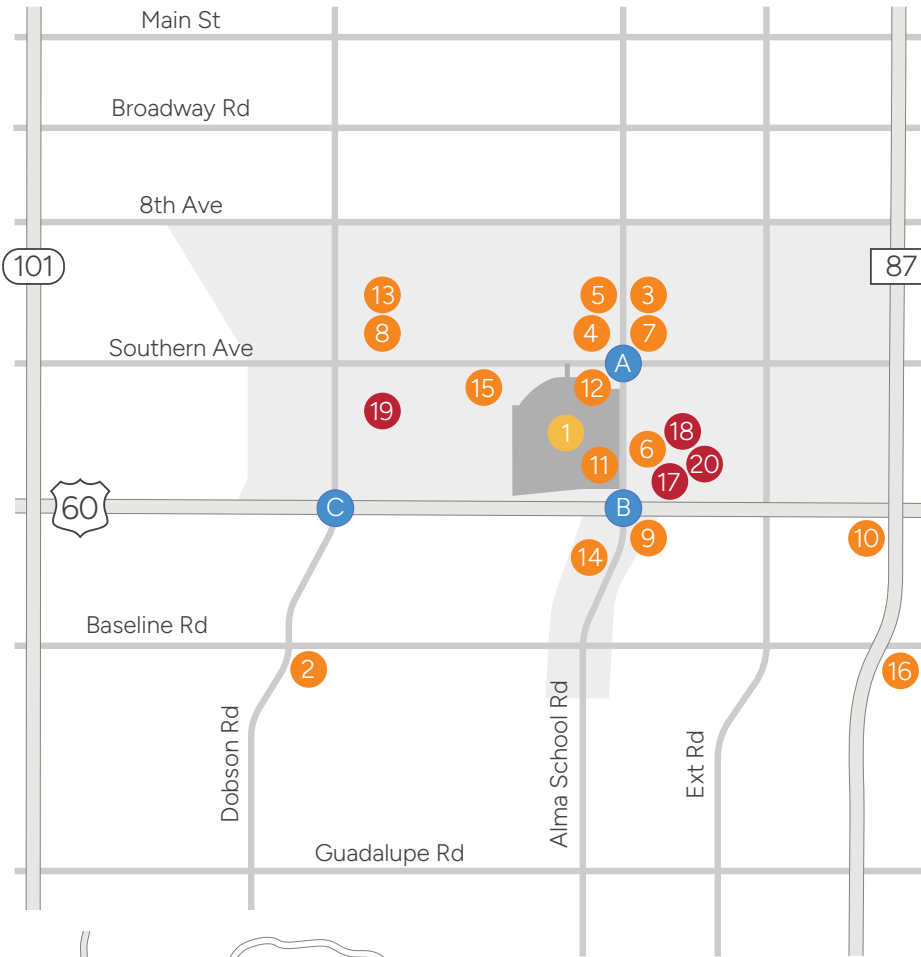 Main St
Broadway Rd
8th Ave
101
87
13
5
3
8
4
7
Southern Ave
A
15
12
19
1
18
6
11
20
17
60
C
B
9
10
14
Baseline Rd
2
16
Dobson Rd
Alma School Rd
Ext Rd
Guadalupe Rd